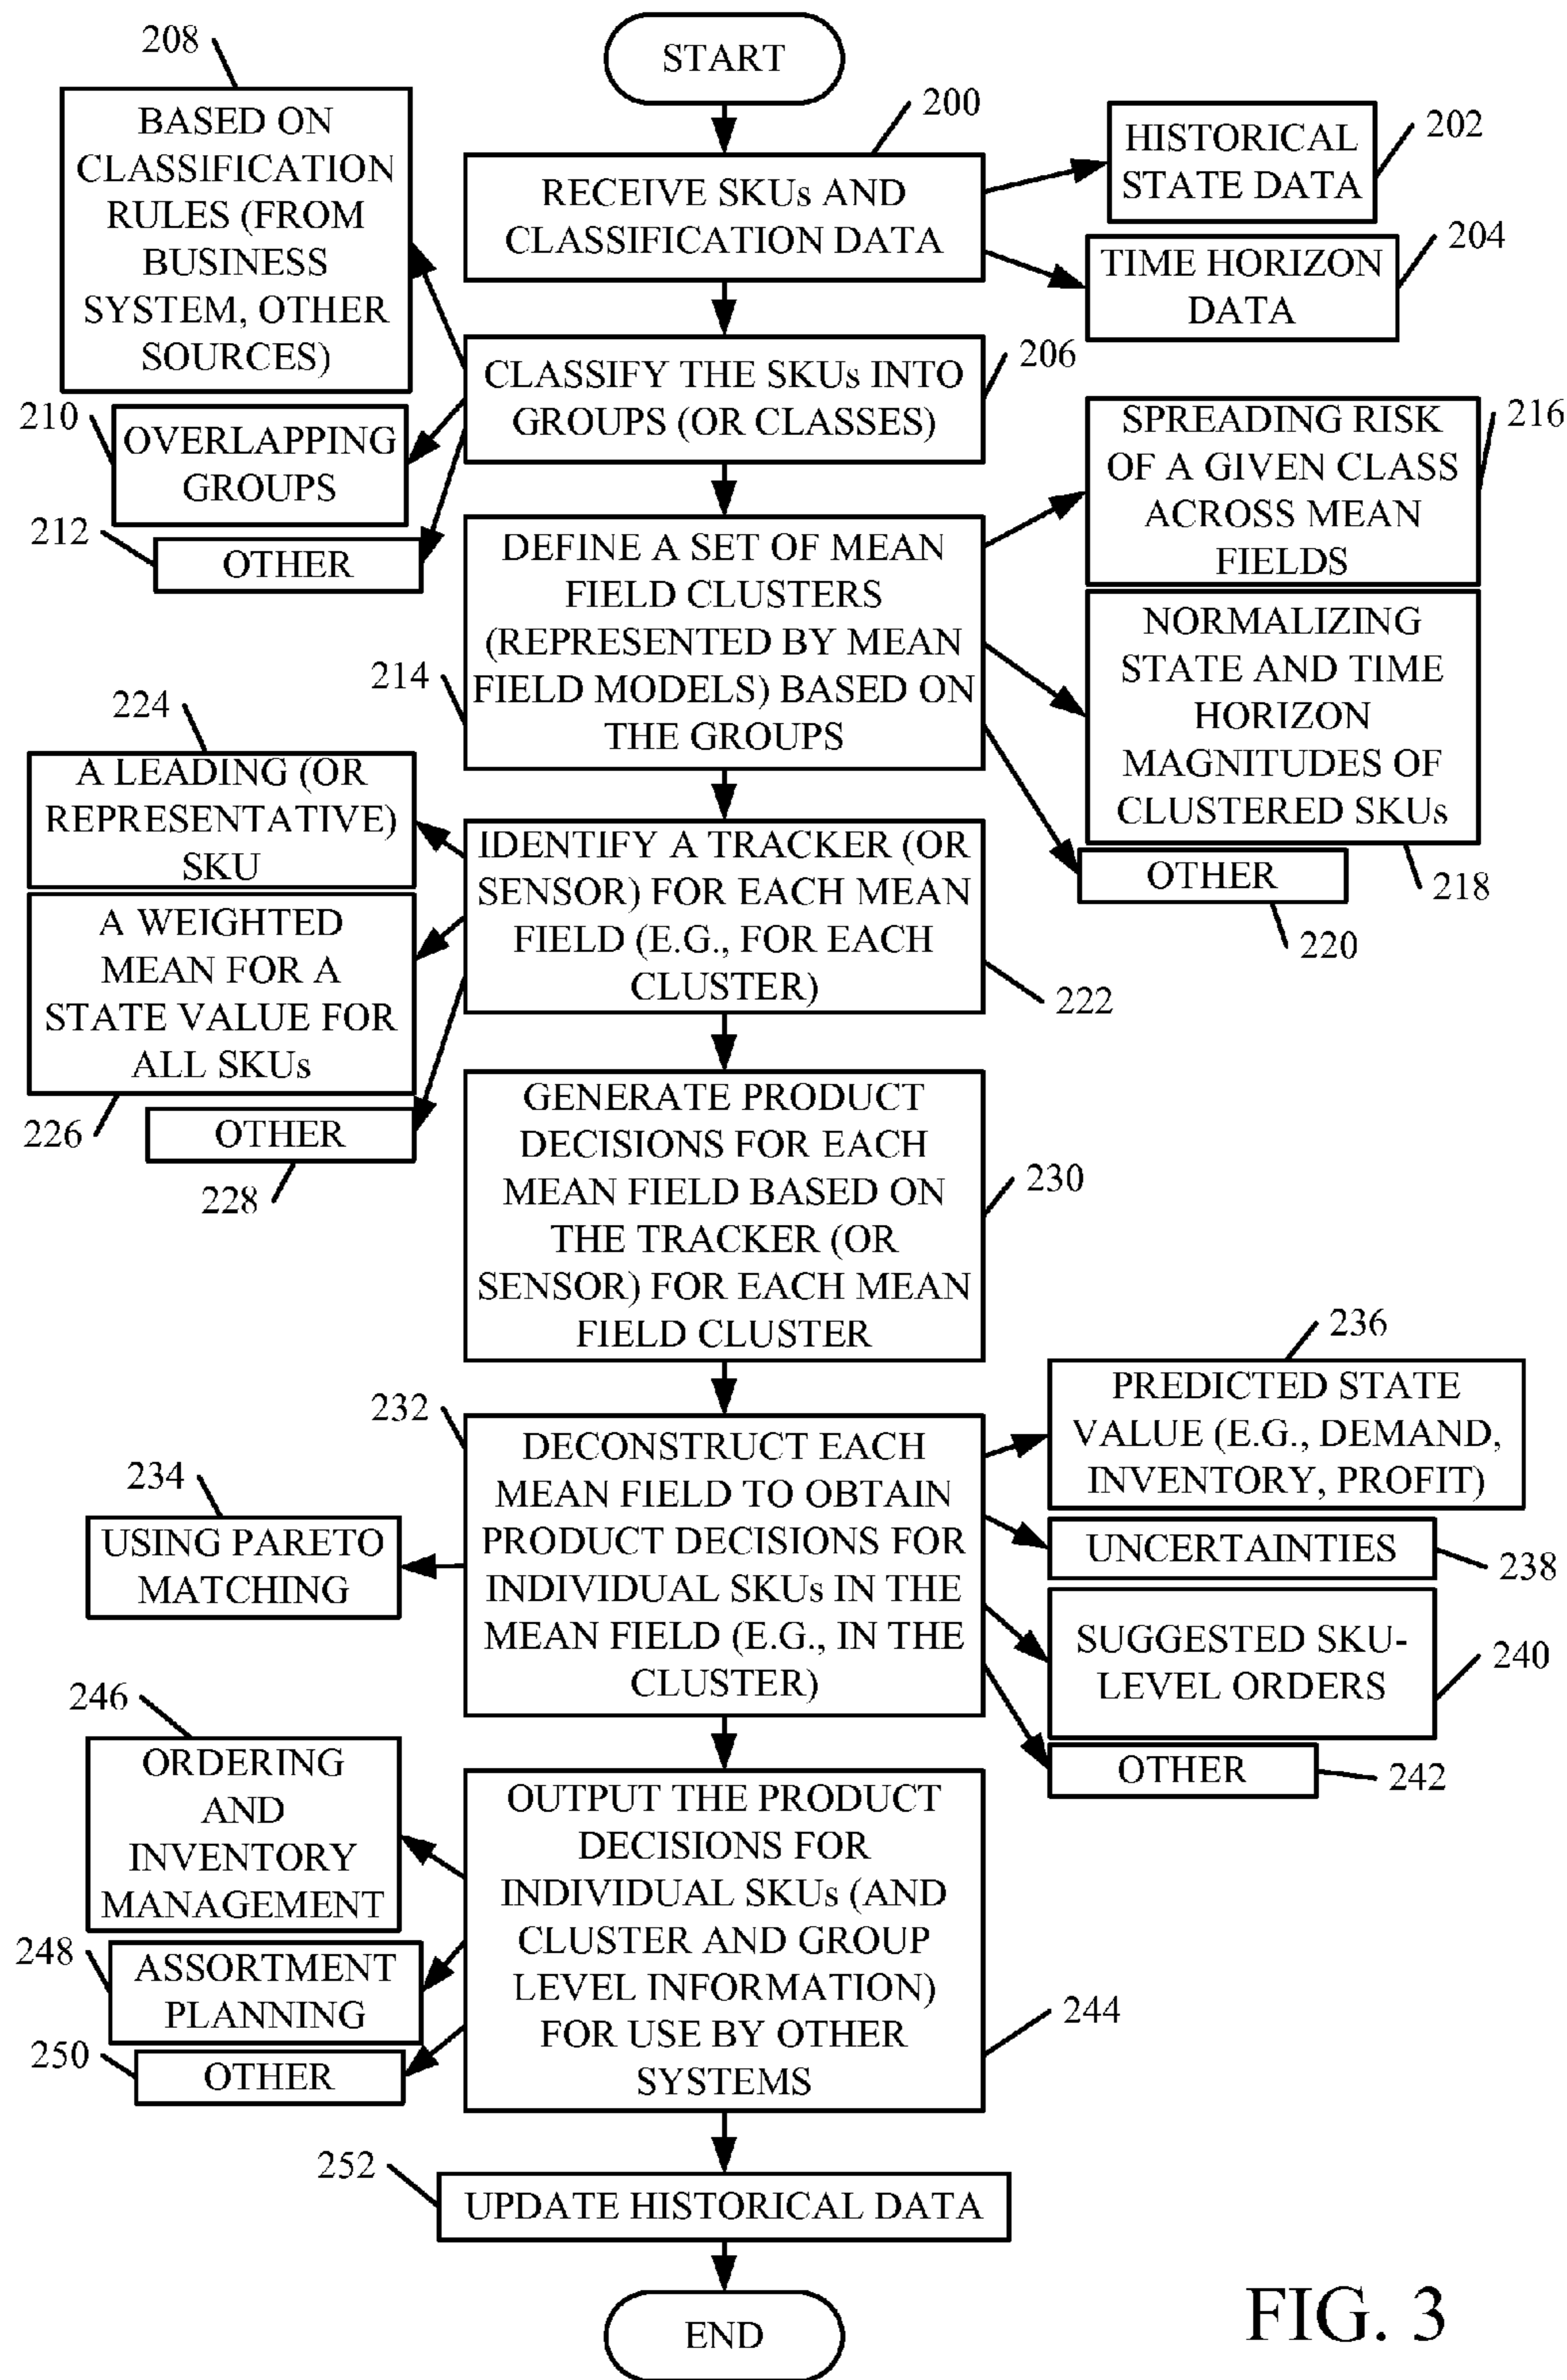 START
200
RECEIVE SKUs AND
CLASSIFICATION DATA
HISTORICAL
STATE DATA
202
TIME HORIZON
DATA
204
206
CLASSIFY THE SKUs INTO
GROUPS (OR CLASSES)
208
BASED ON
CLASSIFICATION
RULES (FROM
BUSINESS
SYSTEM, OTHER
SOURCES)
210
OVERLAPPING
GROUPS
212
OTHER
214
DEFINE A SET OF MEAN
FIELD CLUSTERS
(REPRESENTED BY MEAN
FIELD MODELS) BASED ON
THE GROUPS
SPREADING RISK
OF A GIVEN CLASS
ACROSS MEAN
FIELDS
216
NORMALIZING
STATE AND TIME
HORIZON
MAGNITUDES OF
CLUSTERED SKUs
218
OTHER
220
IDENTIFY A TRACKER (OR
SENSOR) FOR EACH MEAN
FIELD (E.G., FOR EACH
CLUSTER)
222
224
A LEADING (OR
REPRESENTATIVE)
SKU
A WEIGHTED
MEAN FOR A
STATE VALUE FOR
ALL SKUs
226
OTHER
228
GENERATE PRODUCT
DECISIONS FOR EACH
MEAN FIELD BASED ON
THE TRACKER (OR
SENSOR) FOR EACH MEAN
FIELD CLUSTER
230
232
DECONSTRUCT EACH
MEAN FIELD TO OBTAIN
PRODUCT DECISIONS FOR
INDIVIDUAL SKUs IN THE
MEAN FIELD (E.G., IN THE
CLUSTER)
234
USING PARETO
MATCHING
236
PREDICTED STATE
VALUE (E.G., DEMAND,
INVENTORY, PROFIT)
UNCERTAINTIES
238
SUGGESTED SKU-
LEVEL ORDERS
240
OTHER
242
OUTPUT THE PRODUCT
DECISIONS FOR
INDIVIDUAL SKUs (AND
CLUSTER AND GROUP
LEVEL INFORMATION)
FOR USE BY OTHER
SYSTEMS
244
246
ORDERING
AND
INVENTORY
MANAGEMENT
248
ASSORTMENT
PLANNING
250
OTHER
252
UPDATE HISTORICAL DATA
END
FIG. 3